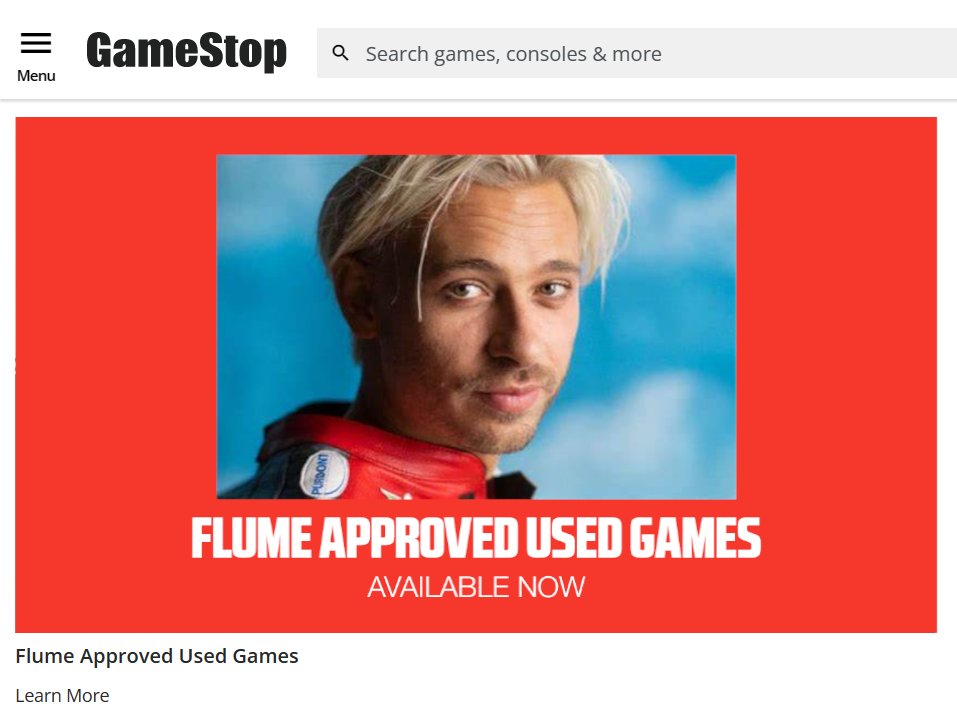 Menu
GameStop
Search games, consoles & more
PURDONT
FLUME APPROVED USED GAMES
AVAILABLE NOW
Flume Approved Used Games
Learn More